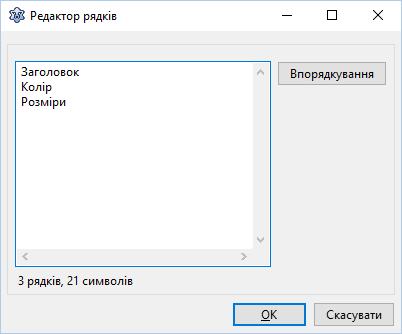 Редактор рядків
Заголовок
Колір
Розміри
Впорядкування
3 рядків, 21 символів
OK
Скасувати